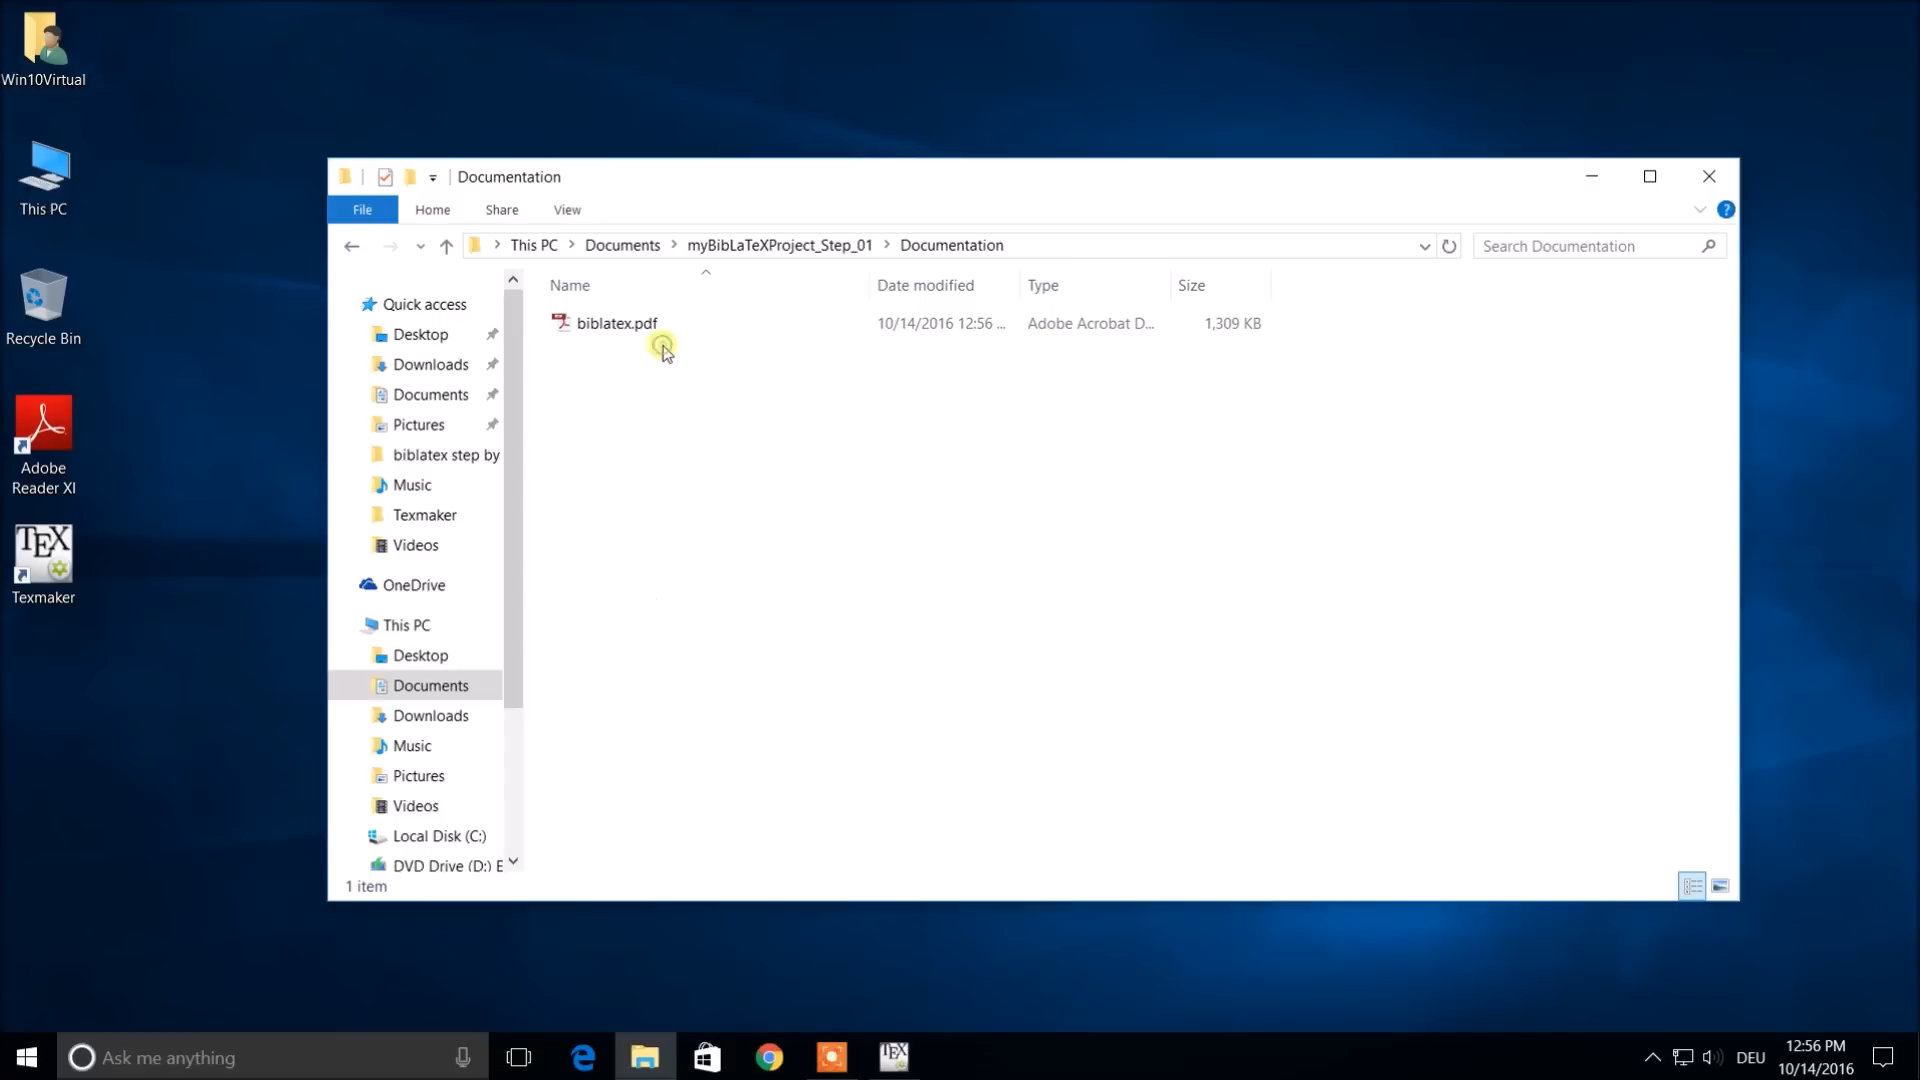 Win10Virtual
This PC
Recycle Bin
Adobe
Reader XI
TEX
Texmaker
Documentation
File Home Share View
This PC > Documents > myBibLaTeXProject_Step_01 > Documentation
Search Documentation
Name Date modified Type Size
biblatex.pdf 10/14/2016 12:56 ... Adobe Acrobat D... 1,309 KB
Quick access
Desktop
Downloads
Documents
Pictures
biblatex step by
Music
Texmaker
Videos
OneDrive
This PC
Desktop
Documents
Downloads
Music
Pictures
Videos
Local Disk (C:)
DVD Drive (D:) E
1 item
Ask me anything
TEX
DEU
12:56 PM
10/14/2016